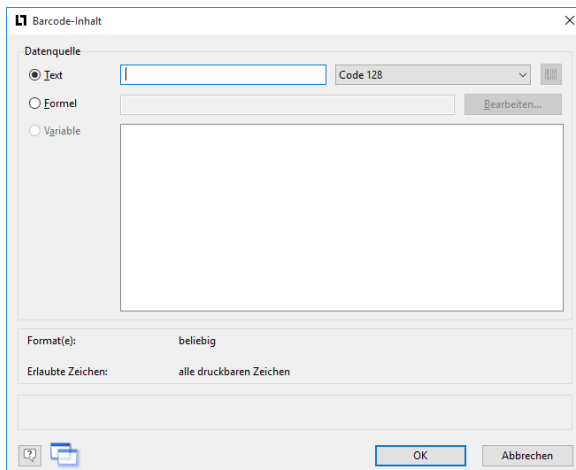 Barcode-Inhalt
Datenquelle
Text
Code 128
Formel
Bearbeiten...
Variable
Format(e): beliebig
Erlaubte Zeichen: alle druckbaren Zeichen
OK Abbrechen